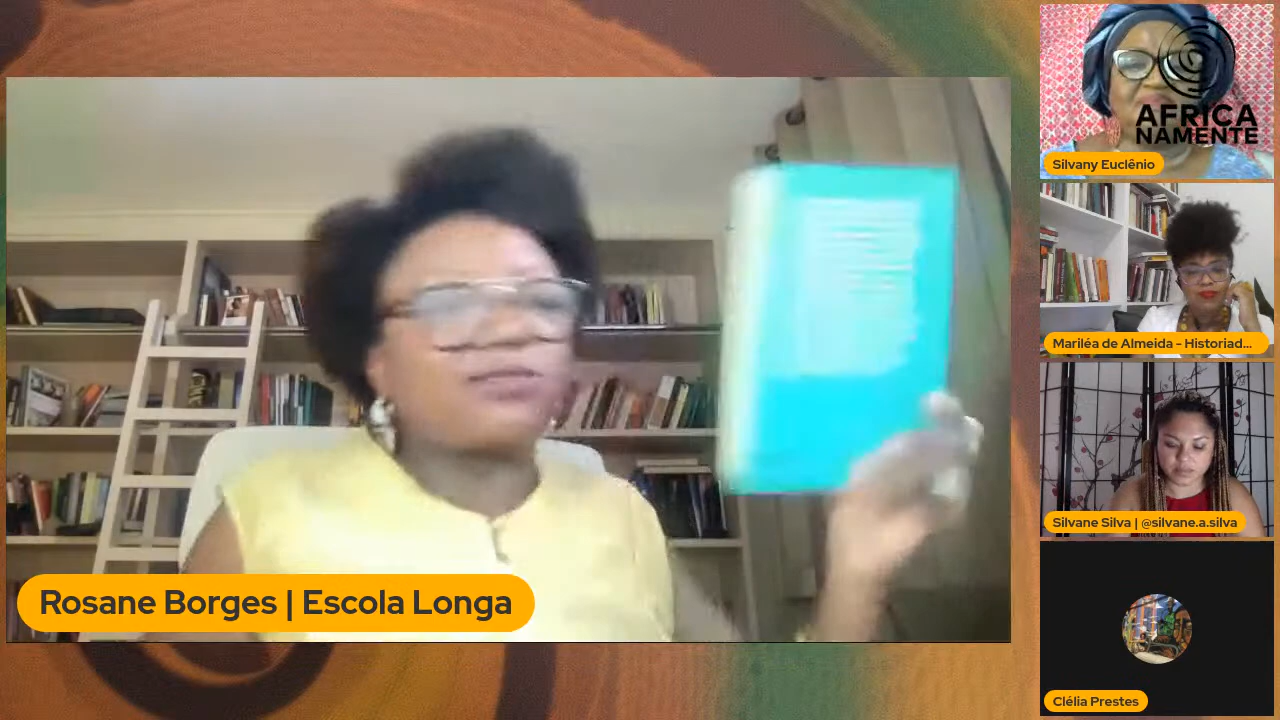 Rosane Borges | Escola Longa
AFRICA
NAMENTE
Silvany Euclênio
Mariléa de Almeida - Historiad...
Silvane Silva | @silvane.a.silva
Clélia Prestes